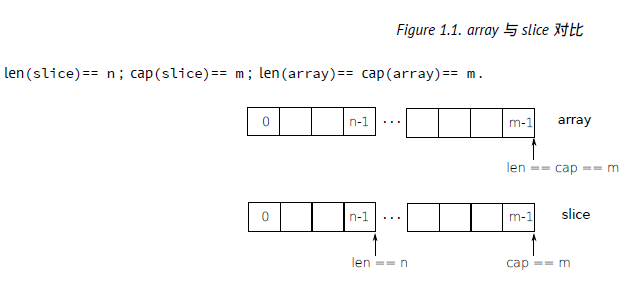 Figure 1.1. array 与 slice 对比
len(slice)== n ; cap(slice)== m ; len(array)== cap(array)== m .
0 n-1 ··· m-1 array
len == cap == m
0 n-1 ··· m-1 slice
len == n cap == m